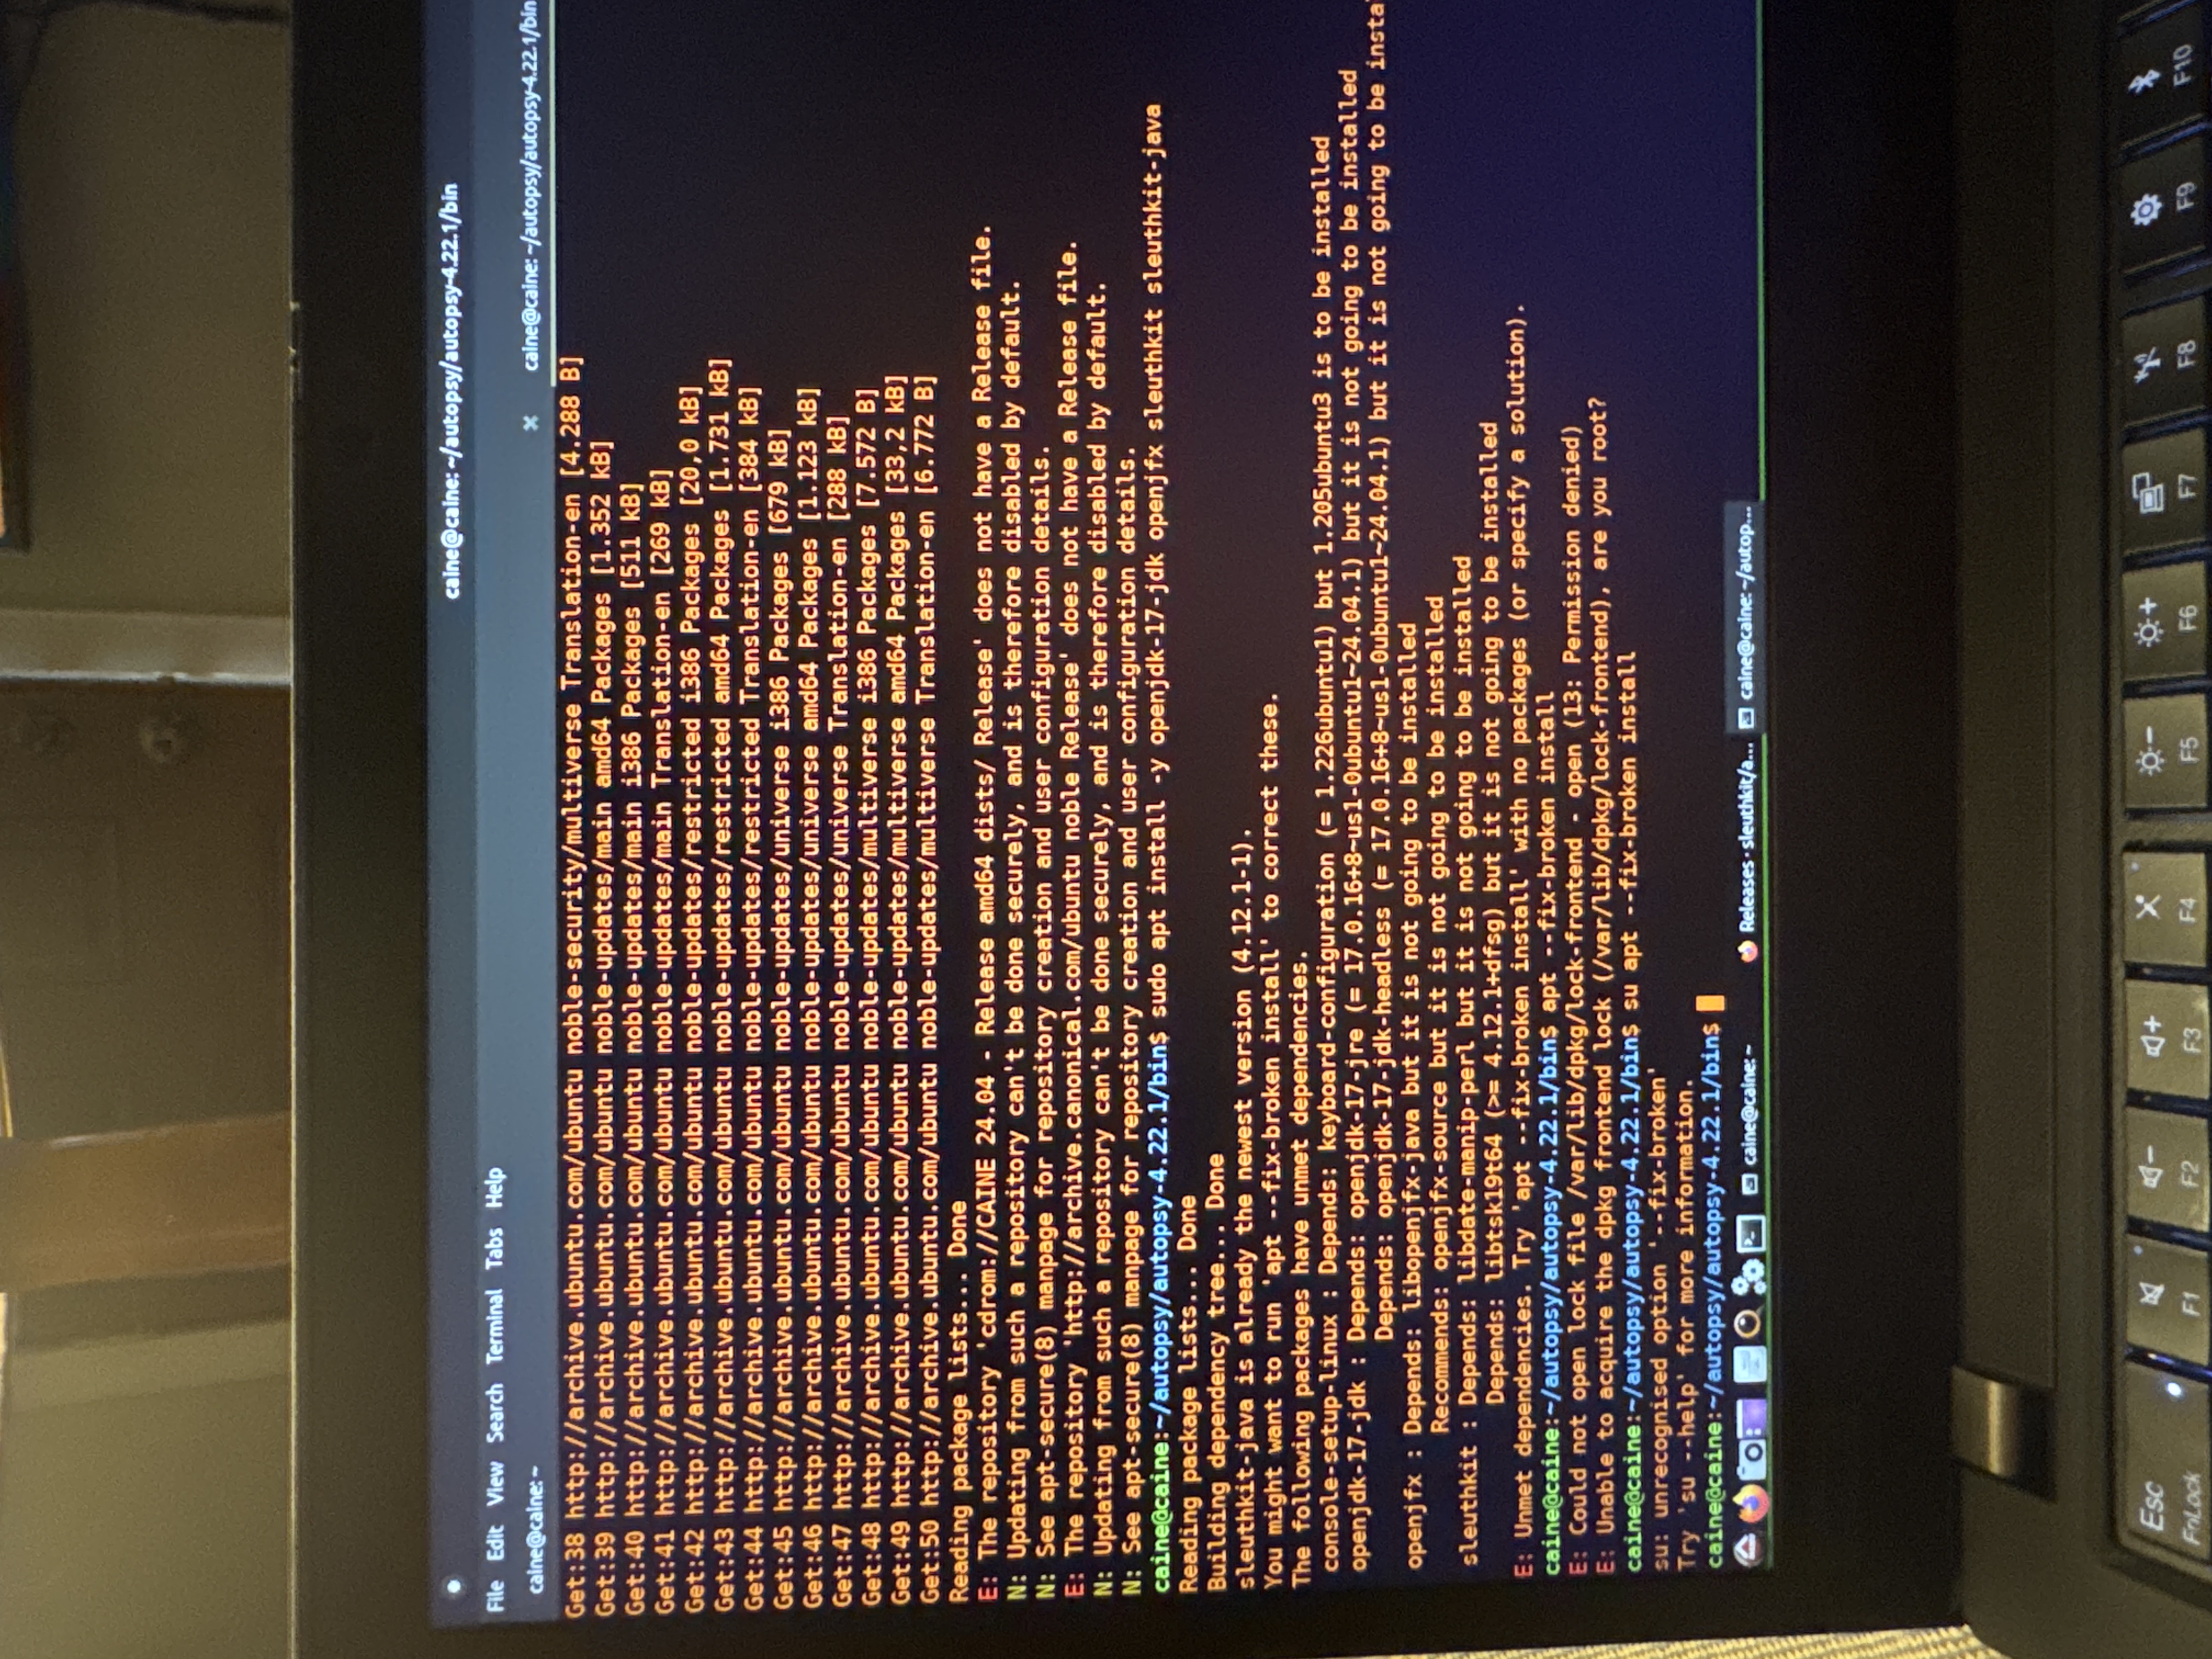 caine@caine: ~/autopsy/autopsy-4.22.1/bin
File Edit View Search Terminal Tabs Help
caine@caine: ~ × caine@caine: ~/autopsy/autopsy-4.22.1/bin
Get:38 http://archive.ubuntu.com/ubuntu noble-security/multiverse Translation-en [4.288 B]
Get:39 http://archive.ubuntu.com/ubuntu noble-updates/main amd64 Packages [1.352 kB]
Get:40 http://archive.ubuntu.com/ubuntu noble-updates/main i386 Packages [511 kB]
Get:41 http://archive.ubuntu.com/ubuntu noble-updates/main Translation-en [269 kB]
Get:42 http://archive.ubuntu.com/ubuntu noble-updates/restricted i386 Packages [20,0 kB]
Get:43 http://archive.ubuntu.com/ubuntu noble-updates/restricted amd64 Packages [1.731 kB]
Get:44 http://archive.ubuntu.com/ubuntu noble-updates/restricted Translation-en [384 kB]
Get:45 http://archive.ubuntu.com/ubuntu noble-updates/universe i386 Packages [679 kB]
Get:46 http://archive.ubuntu.com/ubuntu noble-updates/universe amd64 Packages [1.123 kB]
Get:47 http://archive.ubuntu.com/ubuntu noble-updates/universe Translation-en [288 kB]
Get:48 http://archive.ubuntu.com/ubuntu noble-updates/multiverse i386 Packages [7.572 B]
Get:49 http://archive.ubuntu.com/ubuntu noble-updates/multiverse amd64 Packages [33,2 kB]
Get:50 http://archive.ubuntu.com/ubuntu noble-updates/multiverse Translation-en [6.772 B]
Reading package lists... Done
E: The repository 'cdrom://CAINE 24.04 - Release amd64 dists/ Release' does not have a Release file.
N: Updating from such a repository can't be done securely, and is therefore disabled by default.
N: See apt-secure(8) manpage for repository creation and user configuration details.
E: The repository 'http://archive.canonical.com/ubuntu noble Release' does not have a Release file.
N: Updating from such a repository can't be done securely, and is therefore disabled by default.
N: See apt-secure(8) manpage for repository creation and user configuration details.
caine@caine:~/autopsy/autopsy-4.22.1/bin$ sudo apt install -y openjdk-17-jdk openjfx sleuthkit sleuthkit-java
Reading package lists... Done
Building dependency tree... Done
sleuthkit-java is already the newest version (4.12.1-1).
You might want to run 'apt --fix-broken install' to correct these.
The following packages have unmet dependencies.
console-setup-linux : Depends: keyboard-configuration (= 1.226ubuntu1) but 1.205ubuntu3 is to be installed
openjdk-17-jdk : Depends: openjdk-17-jre (= 17.0.16+8~us1-0ubuntu1~24.04.1) but it is not going to be installed
Depends: openjdk-17-jdk-headless (= 17.0.16+8~us1-0ubuntu1~24.04.1) but it is not going to be insta
openjfx : Depends: libopenjfx-java but it is not going to be installed
Recommends: openjfx-source but it is not going to be installed
sleuthkit : Depends: libdate-manip-perl but it is not going to be installed
Depends: libtsk19t64 (>= 4.12.1+dfsg) but it is not going to be installed
E: Unmet dependencies. Try 'apt --fix-broken install' with no packages (or specify a solution).
caine@caine:~/autopsy/autopsy-4.22.1/bin$ apt --fix-broken install
E: Could not open lock file /var/lib/dpkg/lock-frontend - open (13: Permission denied)
E: Unable to acquire the dpkg frontend lock (/var/lib/dpkg/lock-frontend), are you root?
caine@caine:~/autopsy/autopsy-4.22.1/bin$ su apt --fix-broken install
su: unrecognised option '--fix-broken'
Try 'su --help' for more information.
caine@caine:~/autopsy/autopsy-4.22.1/bin$
caine@caine: ~ Releases · sleuthkit/a... caine@caine: ~/autop...
Esc
FnLock F1 F2 F3 F4 F5 F6 F7 F8 F9 F10